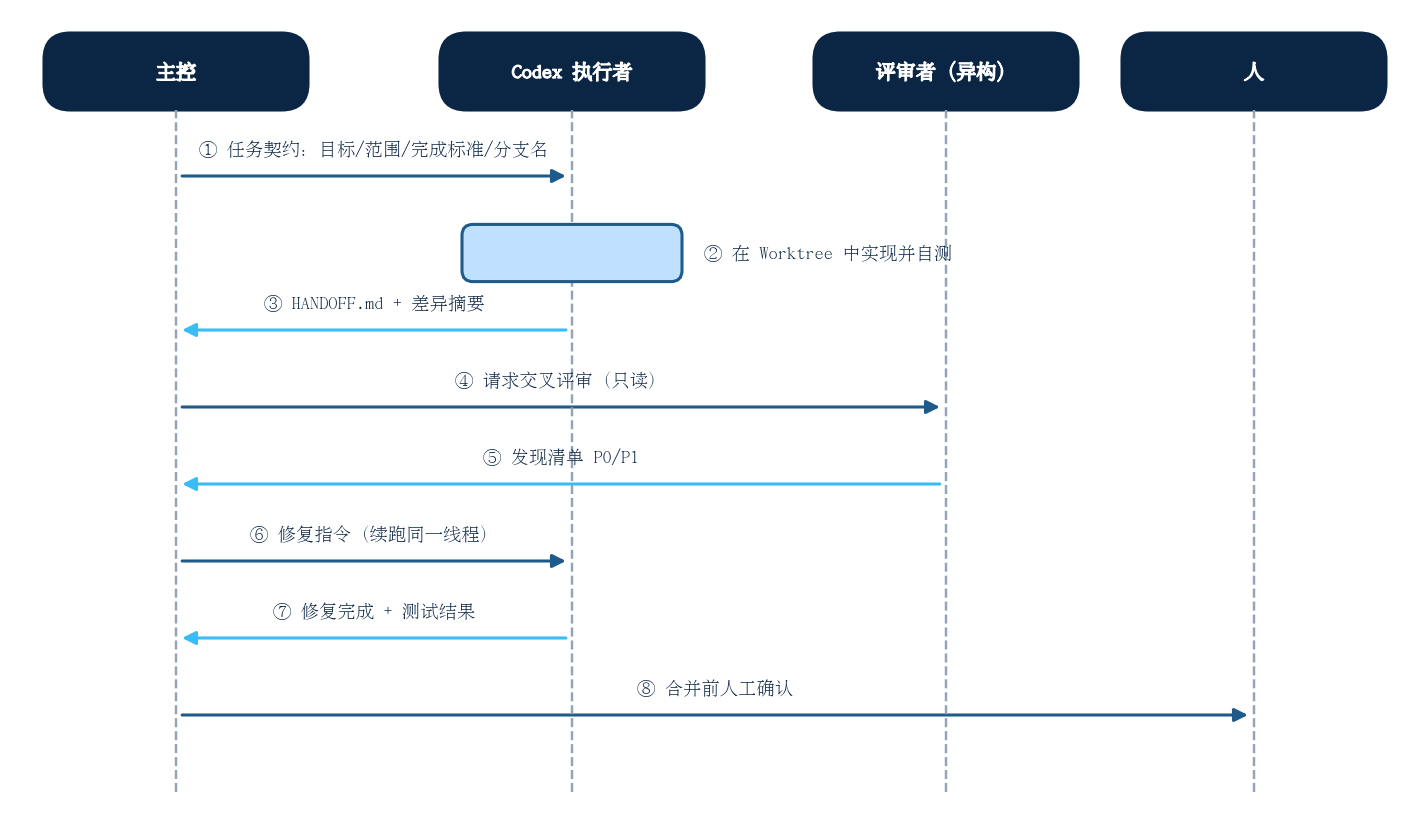 主控
Codex 执行者
评审者 (异构)
人
① 任务契约: 目标/范围/完成标准/分支名
② 在 Worktree 中实现并自测
③ HANDOFF.md + 差异摘要
④ 请求交叉评审 (只读)
⑤ 发现清单 P0/P1
⑥ 修复指令 (续跑同一线程)
⑦ 修复完成 + 测试结果
⑧ 合并前人工确认